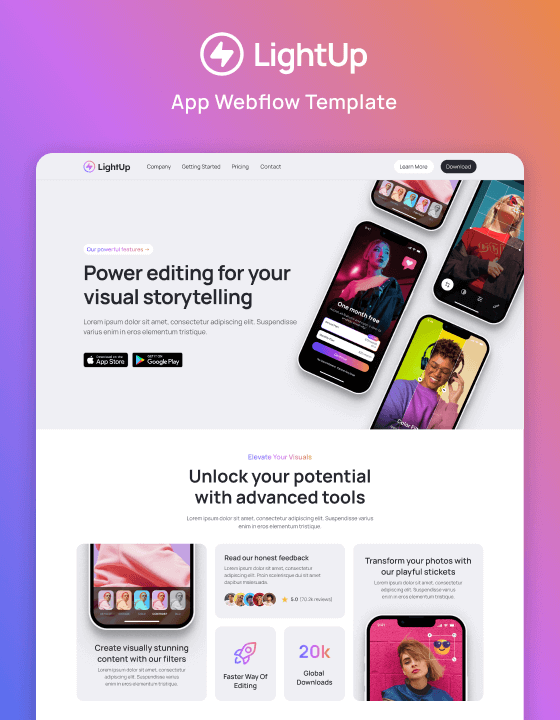 LightUp
App Webflow Template
LightUp
Company
Getting Started
Pricing
Contact
Learn More
Download
Our powerful features →
Power editing for your
visual storytelling
Lorem ipsum dolor sit amet, consectetur adipiscing elit. Suspendisse
varius enim in eros elementum tristique.
Download on the
App Store
GET IT ON
Google Play
One month free
Elevate Your Visuals
Unlock your potential
with advanced tools
Lorem ipsum dolor sit amet, consectetur adipiscing elit. Suspendisse varius
enim in eros elementum tristique.
Create visually stunning
content with our filters
Lorem ipsum dolor sit amet, consectetur
adipiscing elit. Suspendisse varius
enim in eros elementum tristique.
Read our honest feedback
Lorem ipsum dolor sit amet, consectetur
adipiscing elit. Proin scelerisque dui sit amet
dapibus malesuada.
5.0 (70.2k reviews)
Faster Way Of
Editing
20k
Global
Downloads
Transform your photos with
our playful stickets
Lorem ipsum dolor sit amet, consectetur
adipiscing elit. Suspendisse varius
enim in eros elementum tristique.
9:41